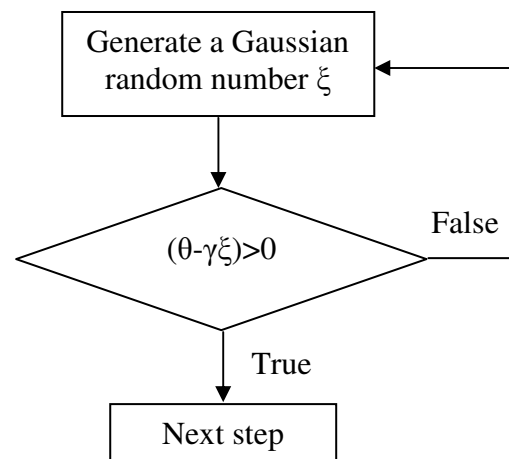 Generate a Gaussian
random number ξ
(θ-γξ)>0
False
True
Next step